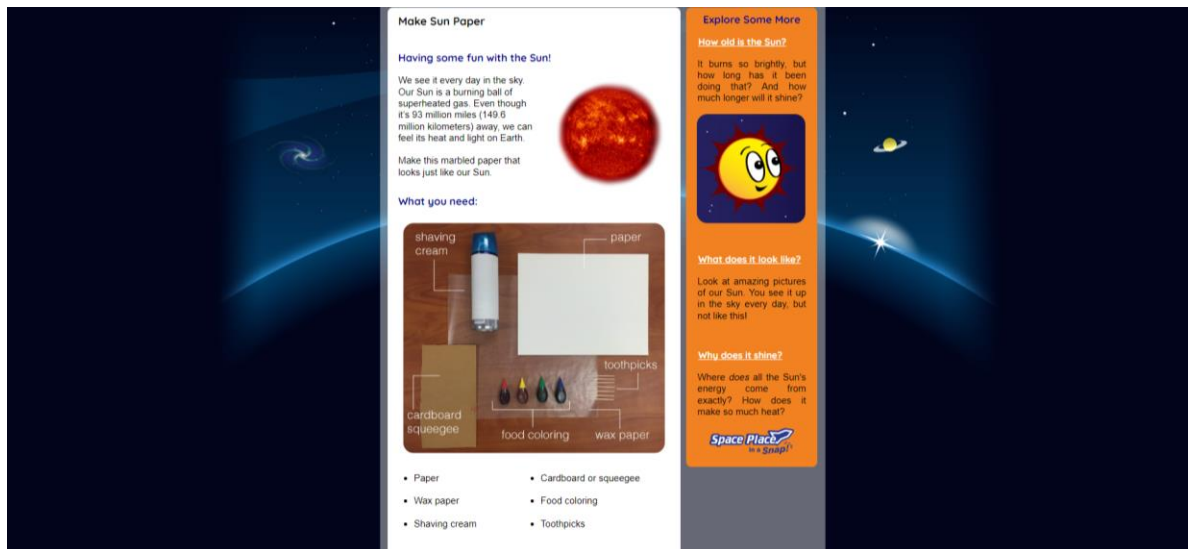 Make Sun Paper
Having some fun with the Sun!
We see it every day in the sky.
Our Sun is a burning ball of
superheated gas. Even though
it's 93 million miles (149.6
million kilometers) away, we can
feel its heat and light on Earth.
Make this marbled paper that
looks just like our Sun.
What you need:
shaving
cream
paper
toothpicks
cardboard
squeegee
food coloring
wax paper
• Paper
• Wax paper
• Shaving cream
• Cardboard or squeegee
• Food coloring
• Toothpicks
Explore Some More
How old is the Sun?
It burns so brightly, but
how long has it been
doing that? And how
much longer will it shine?
What does it look like?
Look at amazing pictures
of our Sun. You see it up
in the sky every day, but
not like this!
Why does it shine?
Where does all the Sun's
energy come from
exactly? How does it
make so much heat?
Space Place
in a Snap!